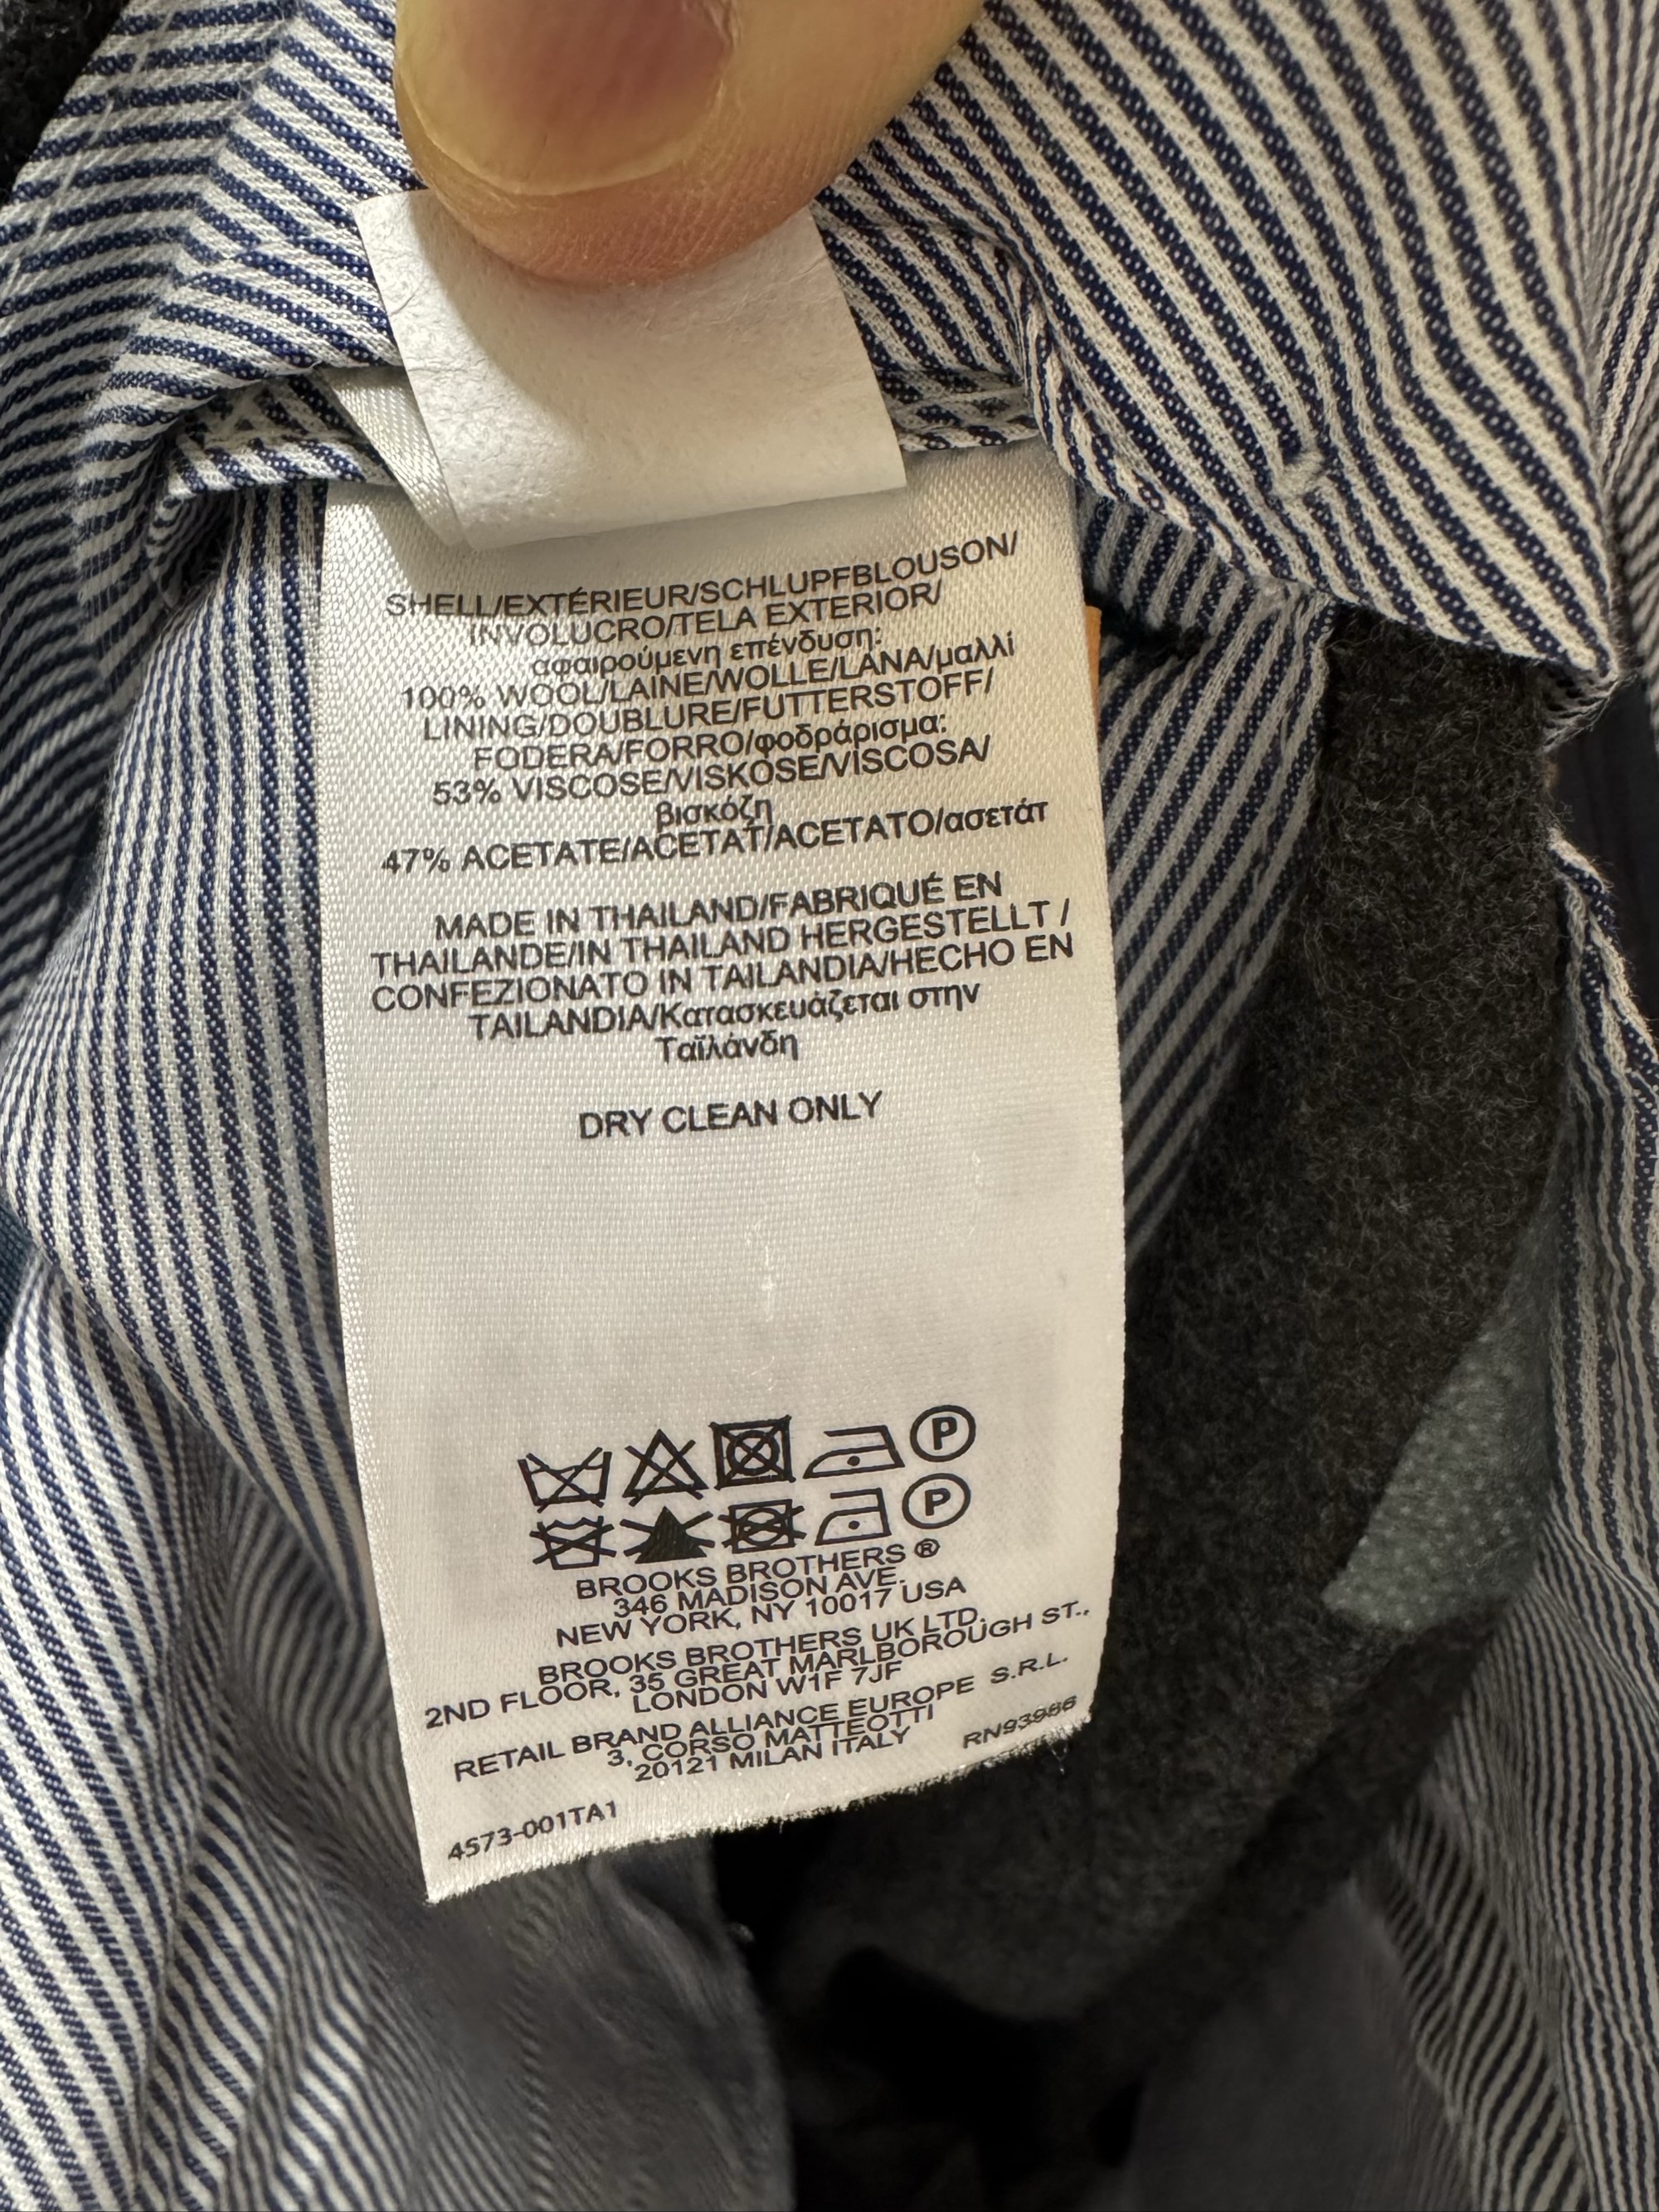 SHELL/EXTÉRIEUR/SCHLUPFBLOUSON/
INVOLUCRO/TELA EXTERIOR/
αφαιρούμενη επένδυση:
100% WOOL/LAINE/WOLLE/LANA/μαλλί
LINING/DOUBLURE/FUTTERSTOFF/
FODERA/FORRO/φοδράρισμα:
53% VISCOSE/VISKOSE/VISCOSA/
βισκόζη
47% ACETATE/ACETAT/ACETATO/ασετάτ
MADE IN THAILAND/FABRIQUÉ EN
THAILANDE/IN THAILAND HERGESTELLT /
CONFEZIONATO IN TAILANDIA/HECHO EN
TAILANDIA/Κατασκευάζεται στην
Ταϊλάνδη
DRY CLEAN ONLY
P
P
BROOKS BROTHERS ®
346 MADISON AVE.
NEW YORK, NY 10017 USA
BROOKS BROTHERS UK LTD.
2ND FLOOR, 35 GREAT MARLBOROUGH ST.,
LONDON W1F 7JF
RETAIL BRAND ALLIANCE EUROPE S.R.L.
3, CORSO MATTEOTTI
20121 MILAN ITALY
RN93986
4573-001TA1